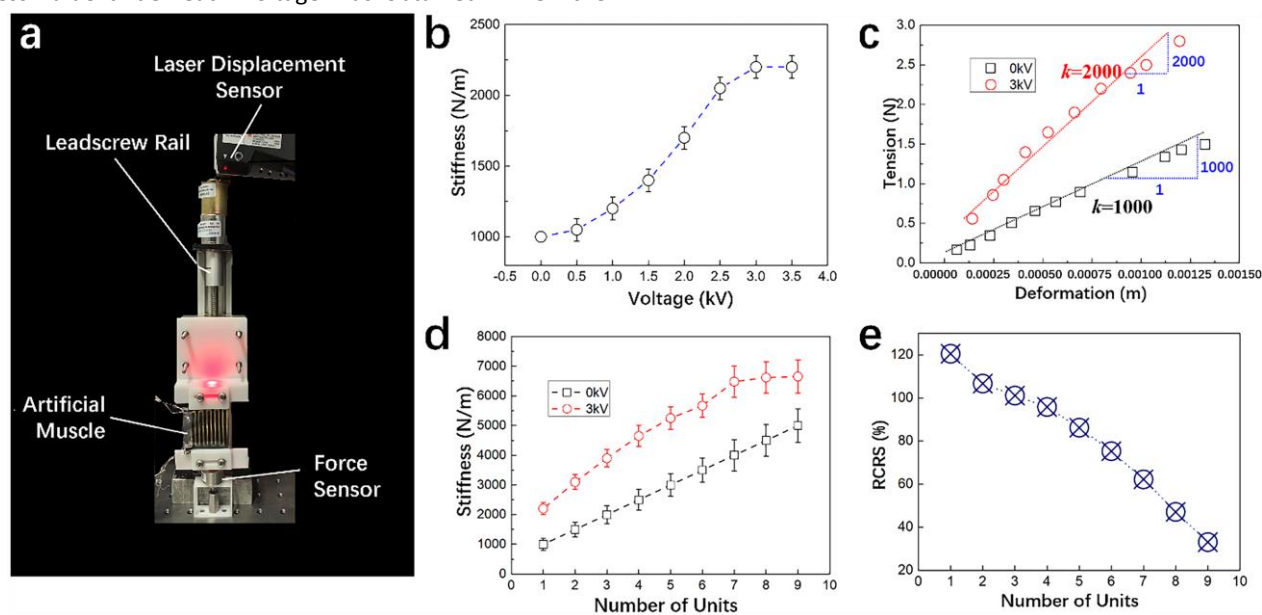 a
Laser Displacement
Sensor
Leadscrew Rail
Artificial
Muscle
Force
Sensor
b
Stiffness (N/m)
2500
2000
1500
1000
-0.5 0.0 0.5 1.0 1.5 2.0 2.5 3.0 3.5 4.0
Voltage (kV)
c
Tension (N)
3.0
2.5
2.0
1.5
1.0
0.5
0.0
0kV
3kV
k=2000
2000
1
1000
1
k=1000
0.00000 0.00025 0.00050 0.00075 0.00100 0.00125 0.00150
Deformation (m)
d
Stiffness (N/m)
8000
7000
6000
5000
4000
3000
2000
1000
0
0kV
3kV
0 1 2 3 4 5 6 7 8 9 10
Number of Units
e
RCRS (%)
120
100
80
60
40
20
0 1 2 3 4 5 6 7 8 9 10
Number of Units